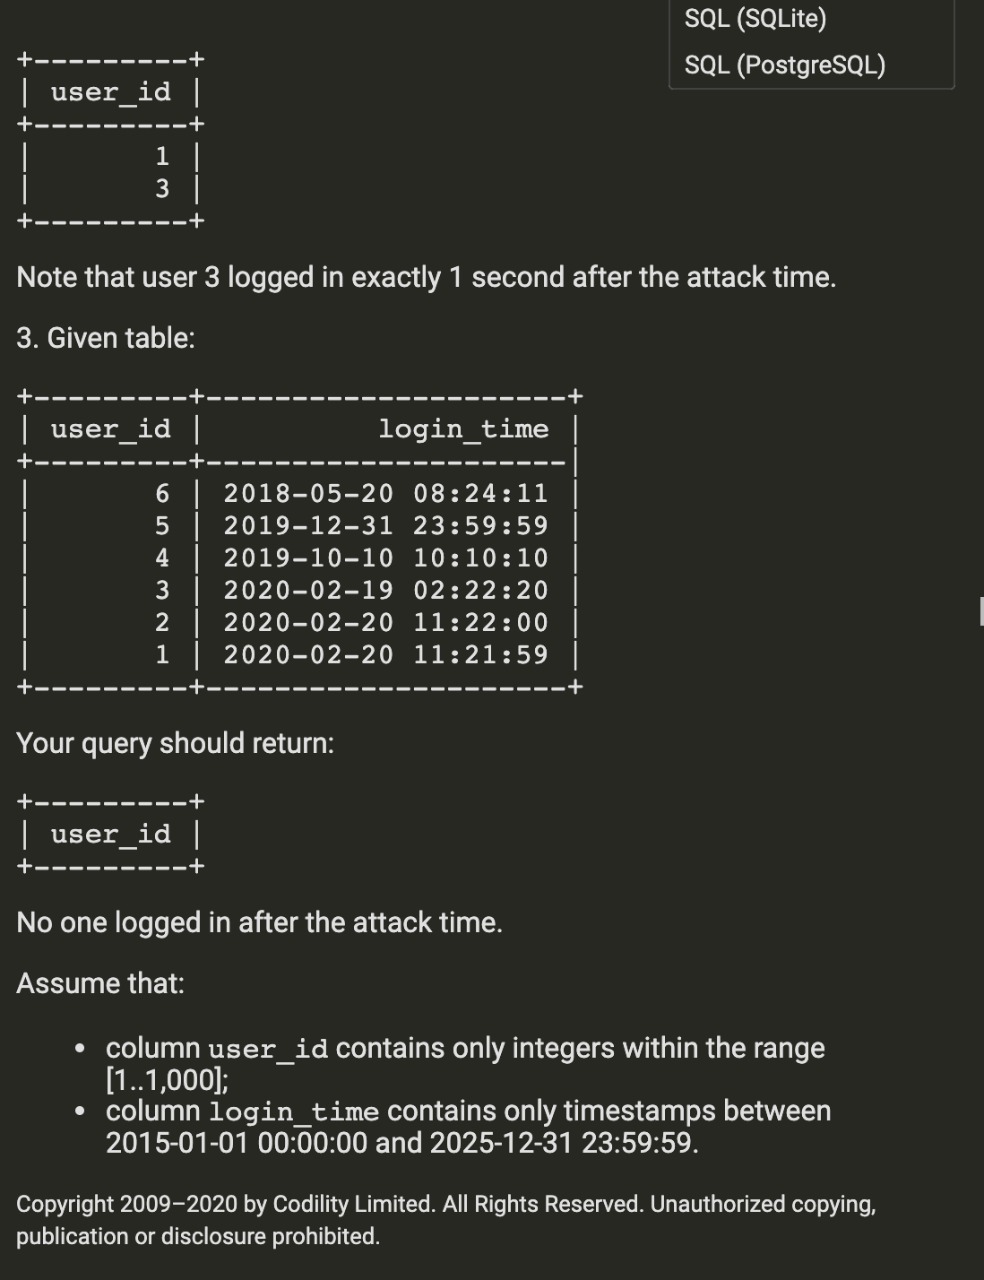 SQL (SQLite)
SQL (PostgreSQL)
+---------+
| user_id |
+---------+
| 1 |
| 3 |
+---------+
Note that user 3 logged in exactly 1 second after the attack time.
3. Given table:
+---------+---------------------+
| user_id | login_time |
+---------+---------------------|
| 6 | 2018-05-20 08:24:11 |
| 5 | 2019-12-31 23:59:59 |
| 4 | 2019-10-10 10:10:10 |
| 3 | 2020-02-19 02:22:20 |
| 2 | 2020-02-20 11:22:00 |
| 1 | 2020-02-20 11:21:59 |
+---------+---------------------+
Your query should return:
+---------+
| user_id |
+---------+
No one logged in after the attack time.
Assume that:
• column user_id contains only integers within the range
[1..1,000];
• column login_time contains only timestamps between
2015-01-01 00:00:00 and 2025-12-31 23:59:59.
Copyright 2009–2020 by Codility Limited. All Rights Reserved. Unauthorized copying,
publication or disclosure prohibited.